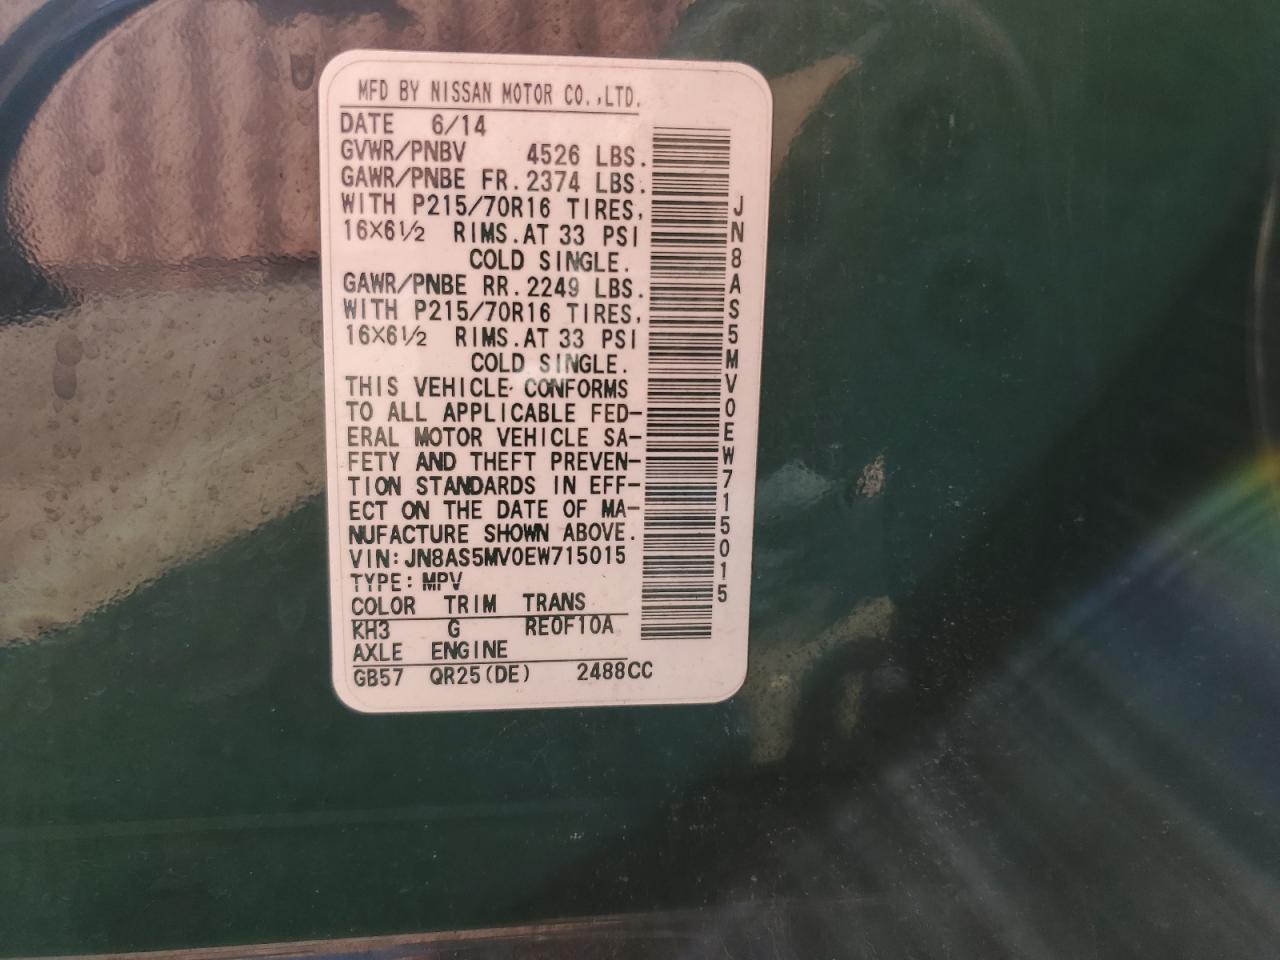 MFD BY NISSAN MOTOR CO.,LTD.
DATE 6/14
GVWR/PNBV 4526 LBS.
GAWR/PNBE FR. 2374 LBS.
WITH P215/70R16 TIRES,
16X6½ RIMS. AT 33 PSI
COLD SINGLE.
GAWR/PNBE RR. 2249 LBS.
WITH P215/70R16 TIRES,
16X6½ RIMS. AT 33 PSI
COLD SINGLE.
THIS VEHICLE CONFORMS
TO ALL APPLICABLE FED-
ERAL MOTOR VEHICLE SA-
FETY AND THEFT PREVEN-
TION STANDARDS IN EFF-
ECT ON THE DATE OF MA-
NUFACTURE SHOWN ABOVE.
VIN:JN8AS5MV0EW715015
TYPE: MPV
COLOR TRIM TRANS
KH3 G RE0F10A
AXLE ENGINE
GB57 QR25(DE) 2488CC
JN8AS5MV0EW715015